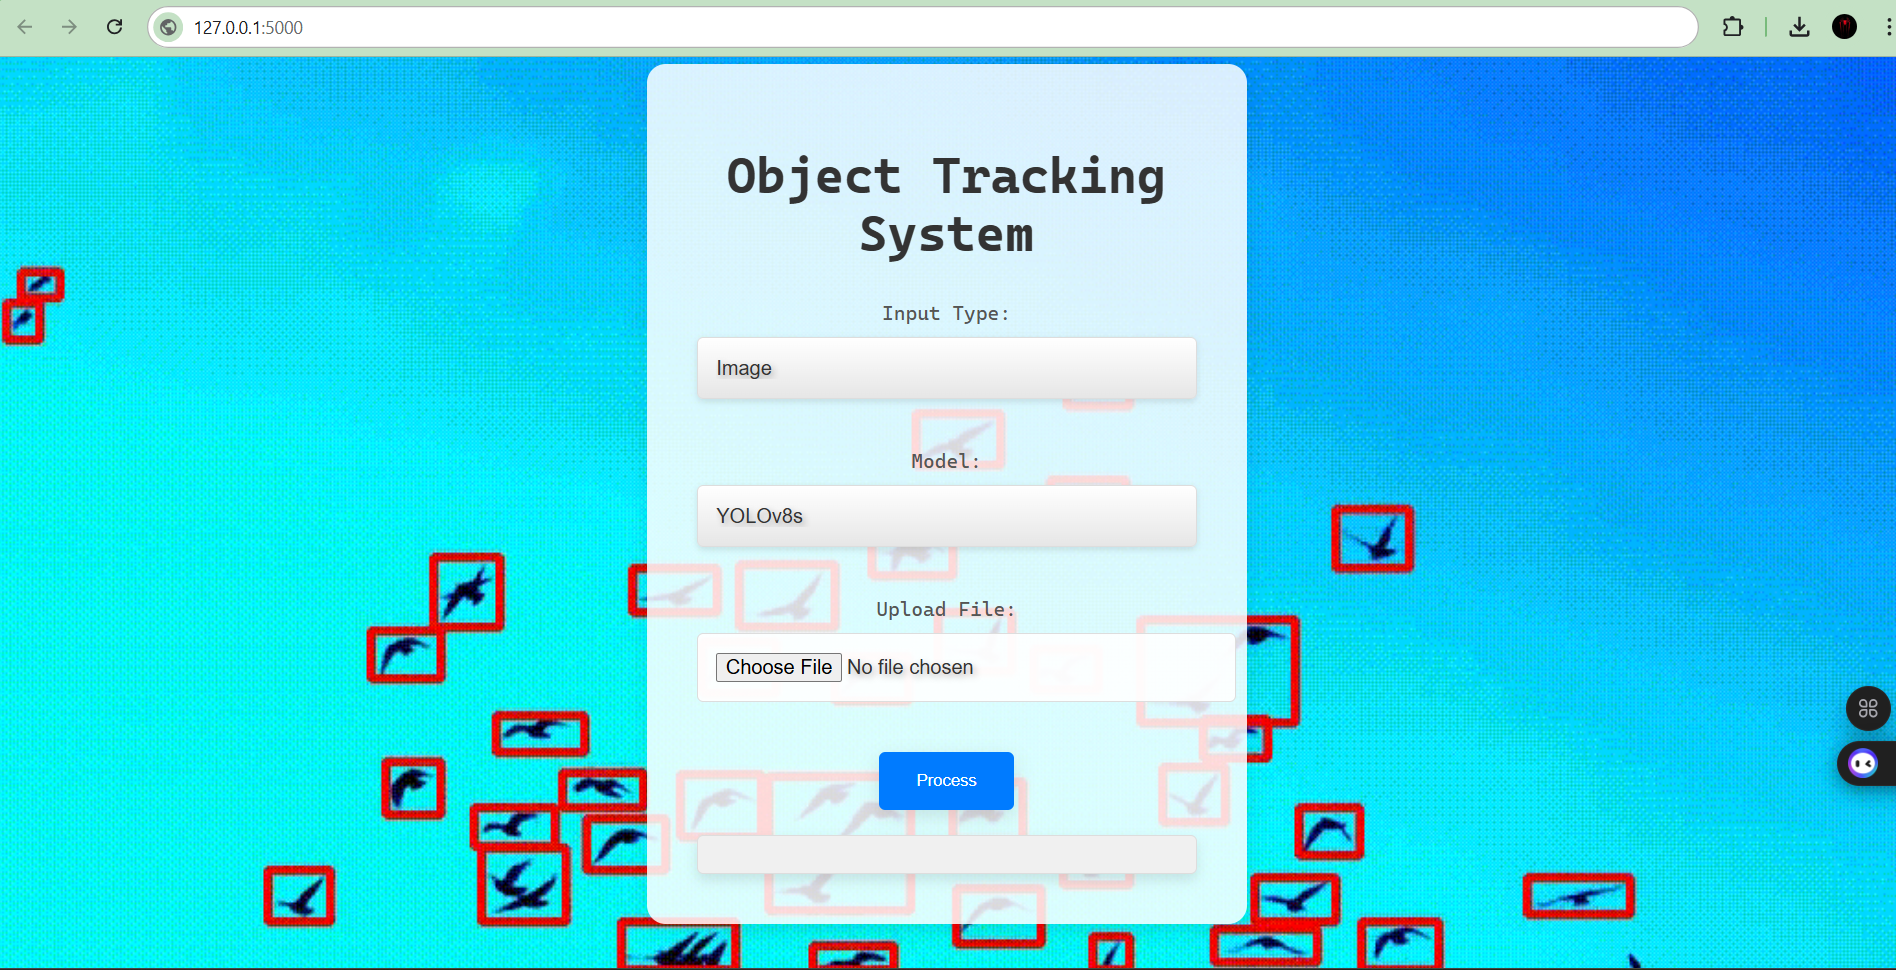 127.0.0.1:5000
Object Tracking
System
Input Type:
Image
Model:
YOLOv8s
Upload File:
Choose File No file chosen
Process